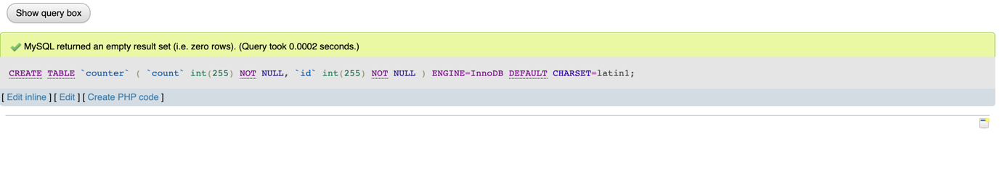 Show query box
MySQL returned an empty result set (i.e. zero rows). (Query took 0.0002 seconds.)
CREATE TABLE `counter` ( `count` int(255) NOT NULL, `id` int(255) NOT NULL ) ENGINE=InnoDB DEFAULT CHARSET=latin1;
[ Edit inline ] [ Edit ] [ Create PHP code ]